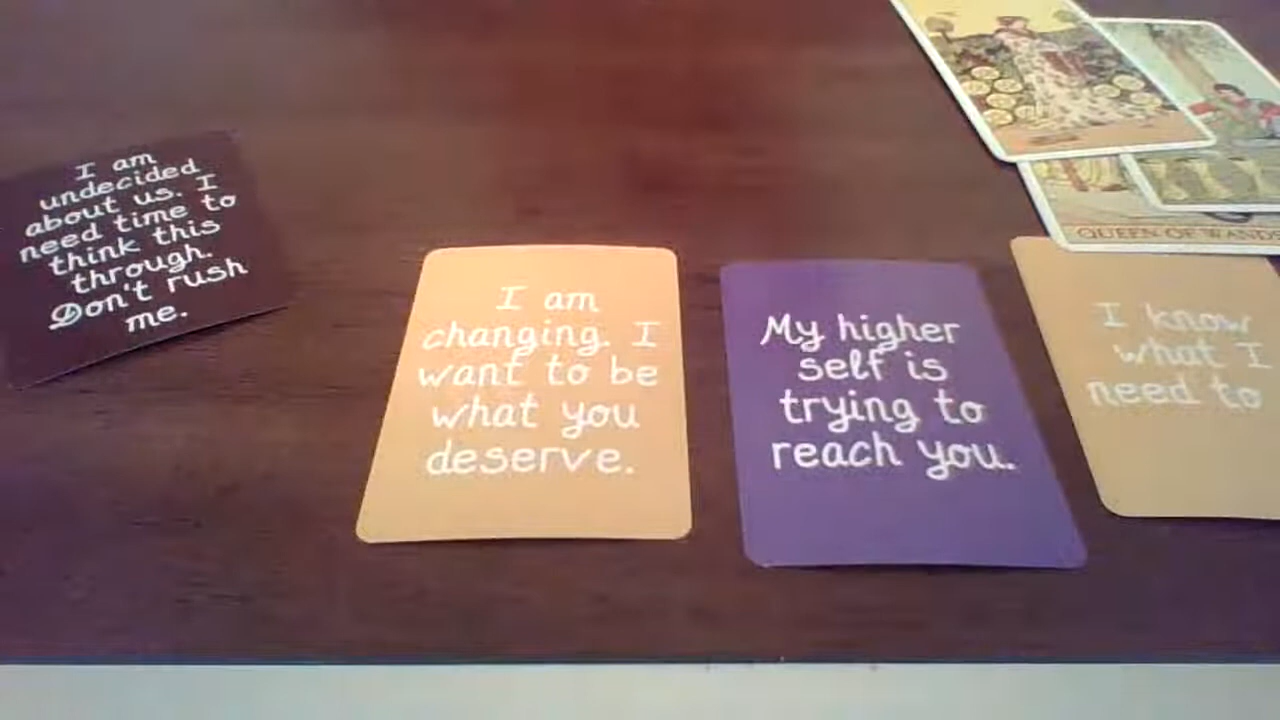 I am
undecided
about us. I
need time to
think this
through.
Don't rush
me.
I am
changing. I
want to be
what you
deserve.
My higher
self is
trying to
reach you.
I know
what I
need to
QUEEN OF WANDS